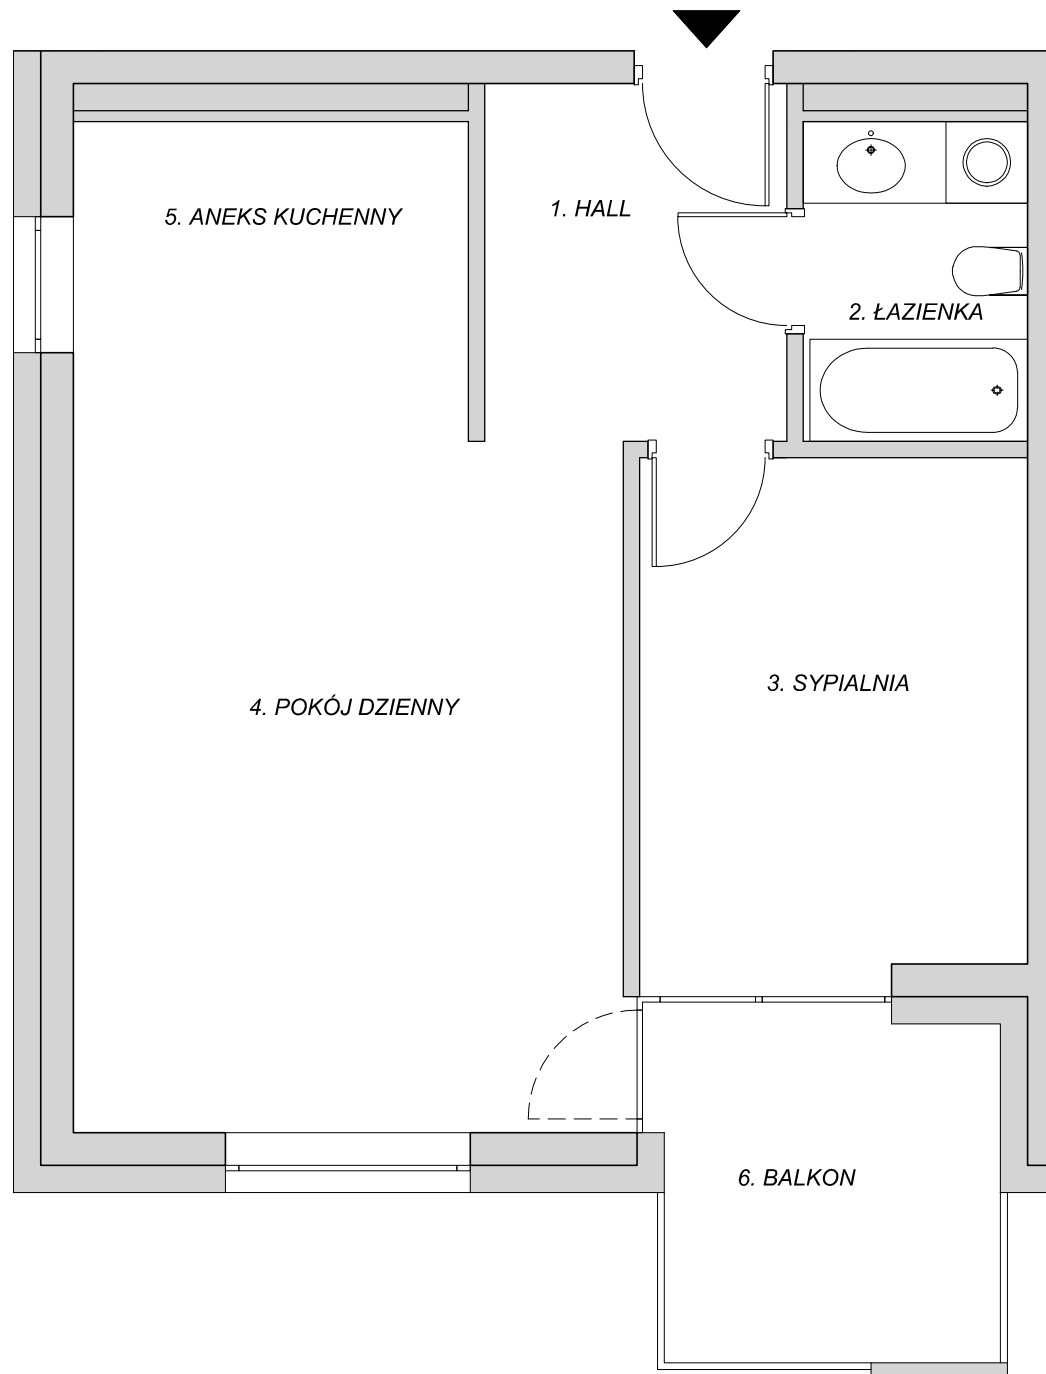 1. HALL
5. ANEKS KUCHENNY
2. ŁAZIENKA
3. SYPIALNIA
4. POKÓJ DZIENNY
6. BALKON